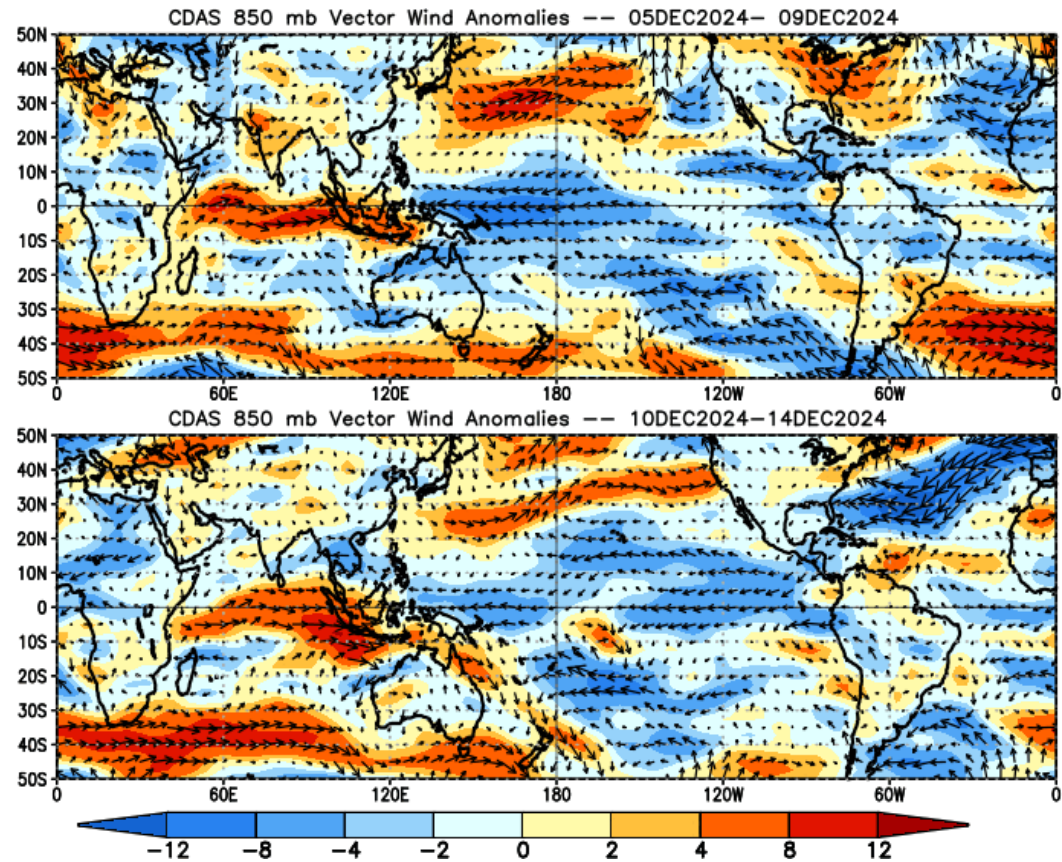 CDAS 850 mb Vector Wind Anomalies -- 05DEC2024- 09DEC2024
50N
40N
30N
20N
10N
0
10S
20S
30S
40S
50S
0 60E 120E 180 120W 60W 0
CDAS 850 mb Vector Wind Anomalies -- 10DEC2024-14DEC2024
50N
40N
30N
20N
10N
0
10S
20S
30S
40S
50S
0 60E 120E 180 120W 60W 0
-12 -8 -4 -2 0 2 4 8 12